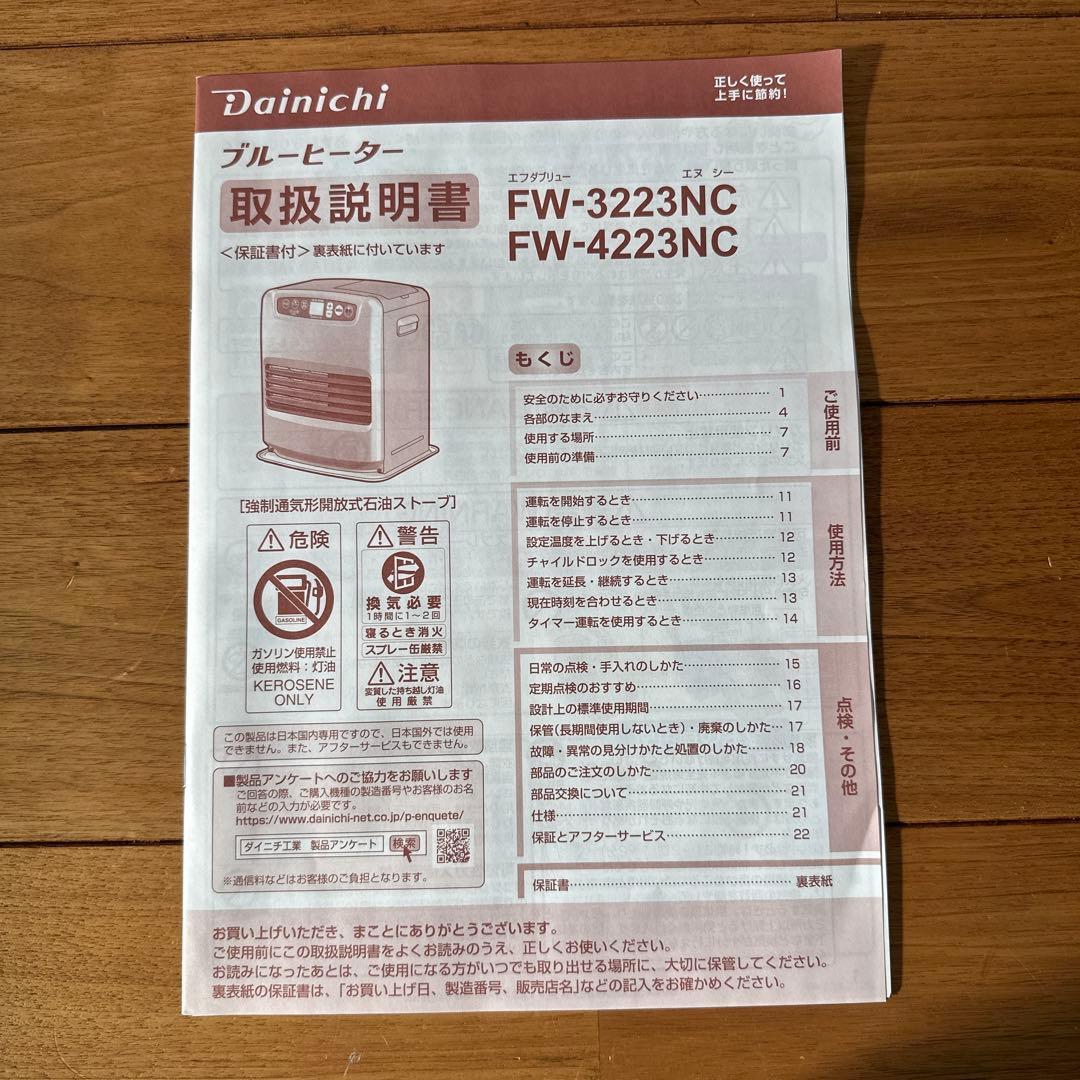 Dainichi
正しく使って
上手に節約!
ブルーヒーター
取扱説明書
<保証書付>裏表紙に付いています
エフダブリュー エヌ シー
FW-3223NC
FW-4223NC
もくじ
安全のために必ずお守りください…………… 1
各部のなまえ…………… 4
使用する場所…………… 7
使用前の準備…………… 7
ご使用前
運転を開始するとき…………… 11
運転を停止するとき…………… 11
設定温度を上げるとき・下げるとき…………… 12
チャイルドロックを使用するとき…………… 12
運転を延長・継続するとき…………… 13
現在時刻を合わせるとき…………… 13
タイマー運転を使用するとき…………… 14
使用方法
日常の点検・手入れのしかた…………… 15
定期点検のおすすめ…………… 16
設計上の標準使用期間…………… 17
保管(長期間使用しないとき)・廃棄のしかた… 17
故障・異常の見分けかたと処置のしかた…………… 18
部品のご注文のしかた…………… 20
部品交換について…………… 21
仕様…………… 21
保証とアフターサービス…………… 22
点検・その他
保証書…………… 裏表紙
[強制通気形開放式石油ストーブ]
危険
GASOLINE
ガソリン使用禁止
使用燃料:灯油
KEROSENE
ONLY
警告
換気必要
1時間に1~2回
寝るとき消火
スプレー缶厳禁
注意
変質した持ち越し灯油
使用厳禁
この製品は日本国内専用ですので、日本国外では使用
できません。また、アフターサービスもできません。
■製品アンケートへのご協力をお願いします
ご回答の際、ご購入機種の製造番号やお客様のお名
前などの入力が必要です。
https://www.dainichi-net.co.jp/p-enquete/
ダイニチ工業 製品アンケート 検索
※通信料などはお客様のご負担となります。
お買い上げいただき、まことにありがとうございます。
ご使用前にこの取扱説明書をよくお読みのうえ、正しくお使いください。
お読みになったあとは、ご使用になる方がいつでも取り出せる場所に、大切に保管してください。
裏表紙の保証書は、「お買い上げ日、製造番号、販売店名」などの記入をお確かめください。